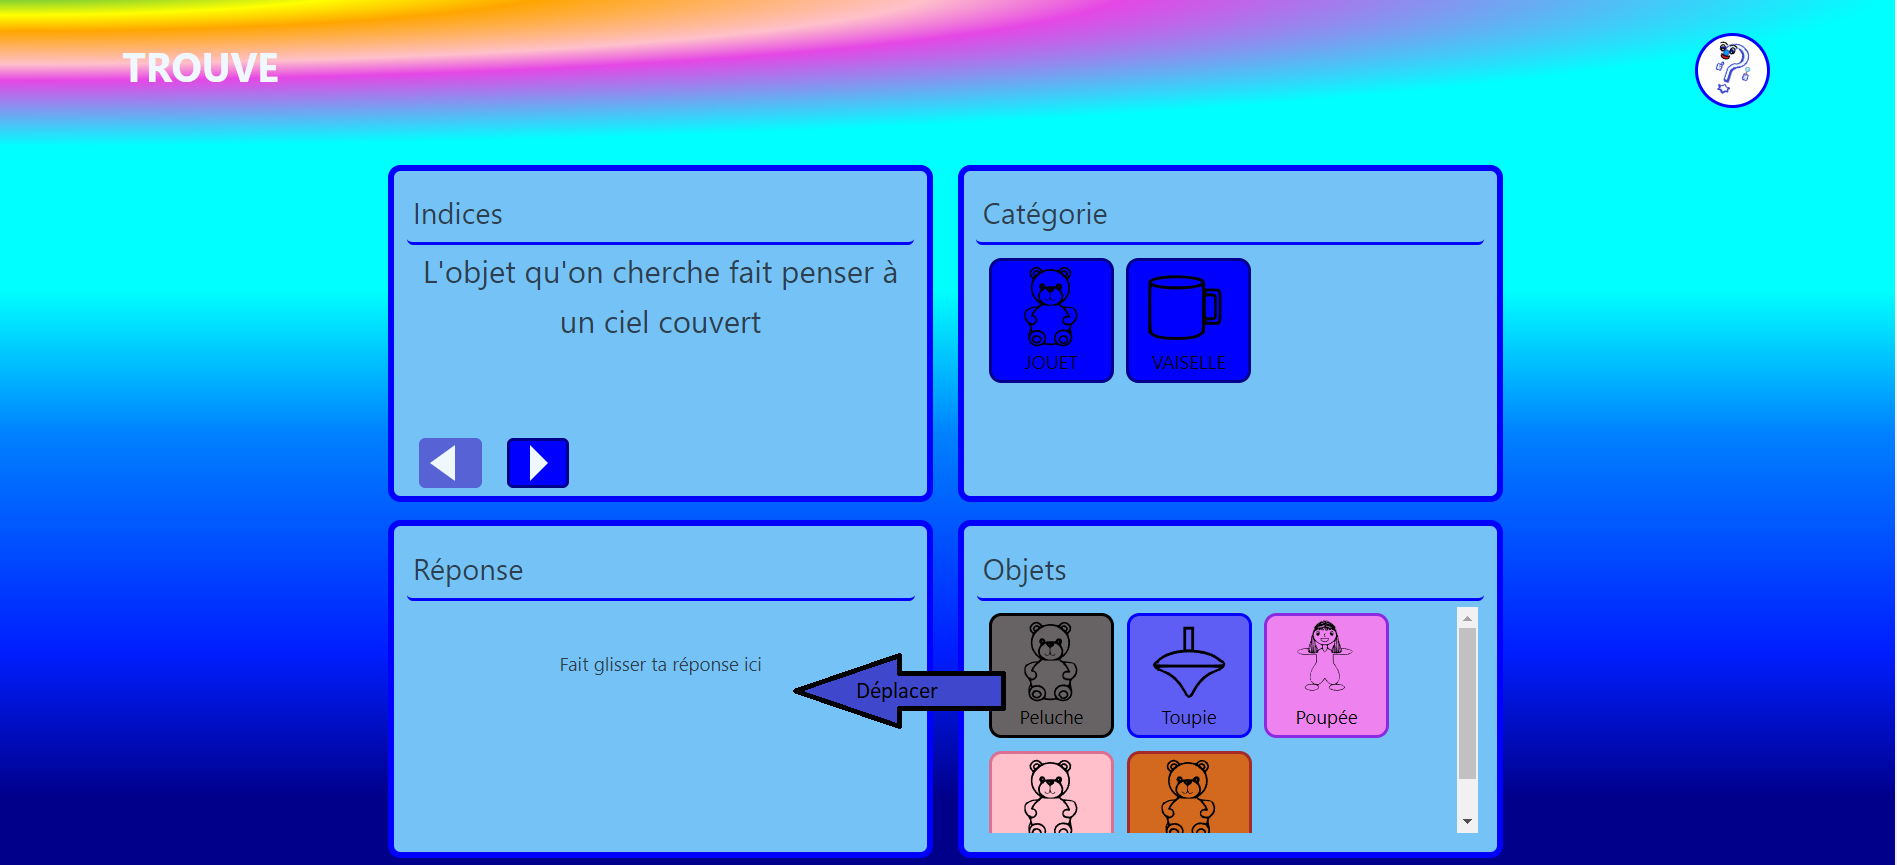 TROUVE
Indices
L'objet qu'on cherche fait penser à
un ciel couvert
Catégorie
JOUET
VAISELLE
Réponse
Fait glisser ta réponse ici
Déplacer
Objets
Peluche
Toupie
Poupée